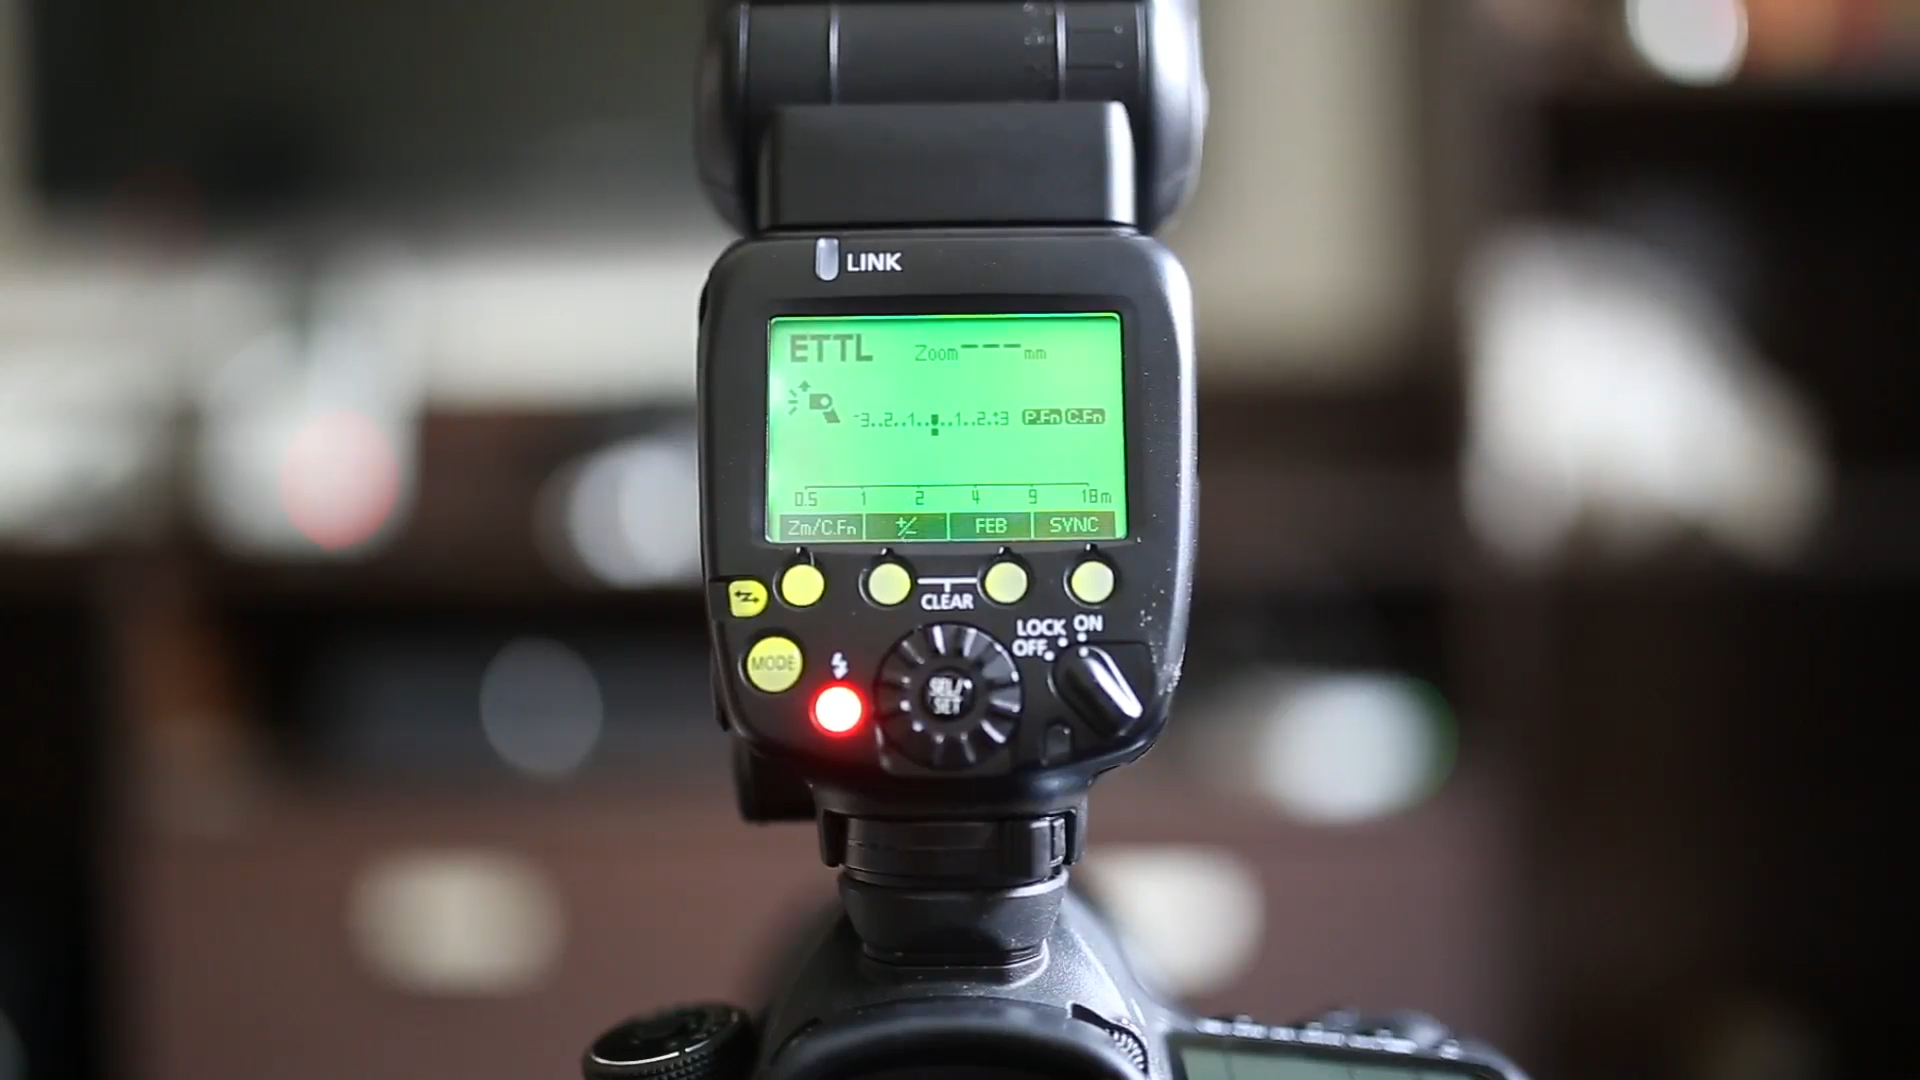 LINK
ETTL Zoom --- mm
-3..2..1..▮..1..2.:3 P.Fn C.Fn
0.5 1 2 4 9 18m
Zm/C.Fn +/- FEB SYNC
CLEAR
LOCK ON
OFF
MODE
SEL/
SET